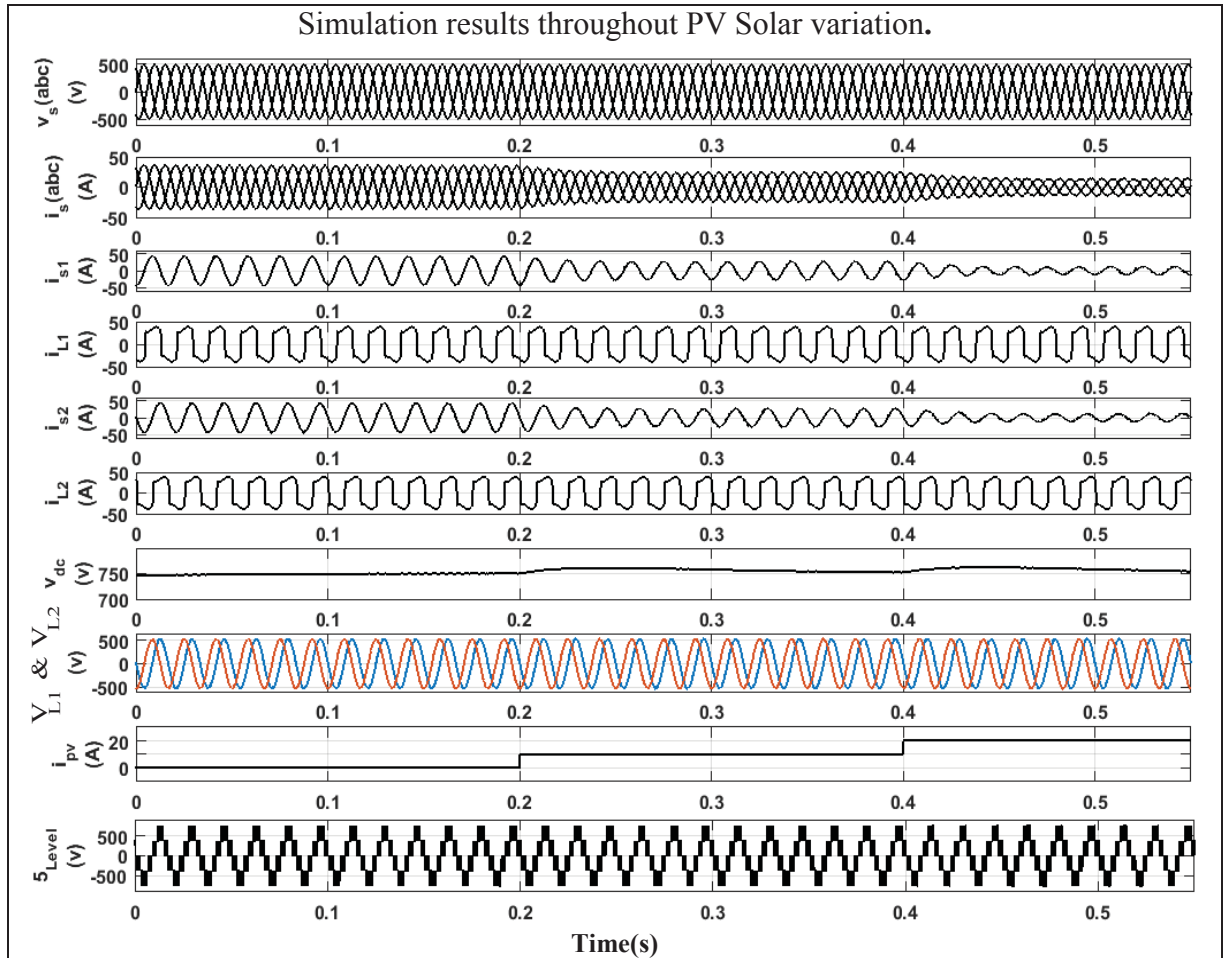 Simulation results throughout PV Solar variation.
v_s(abc)
(v)
500
0
-500
0 0.1 0.2 0.3 0.4 0.5
i_s(abc)
(A)
50
0
-50
0 0.1 0.2 0.3 0.4 0.5
i_s1
(A)
50
0
-50
0 0.1 0.2 0.3 0.4 0.5
i_L1
(A)
50
0
-50
0 0.1 0.2 0.3 0.4 0.5
i_s2
(A)
50
0
-50
0 0.1 0.2 0.3 0.4 0.5
i_L2
(A)
50
0
-50
0 0.1 0.2 0.3 0.4 0.5
v_dc
(v)
750
700
0 0.1 0.2 0.3 0.4 0.5
V_L1 & V_L2
(v)
500
0
-500
0 0.1 0.2 0.3 0.4 0.5
i_pv
(A)
20
0
0 0.1 0.2 0.3 0.4 0.5
5_Level
(v)
500
0
-500
0 0.1 0.2 0.3 0.4 0.5
Time(s)